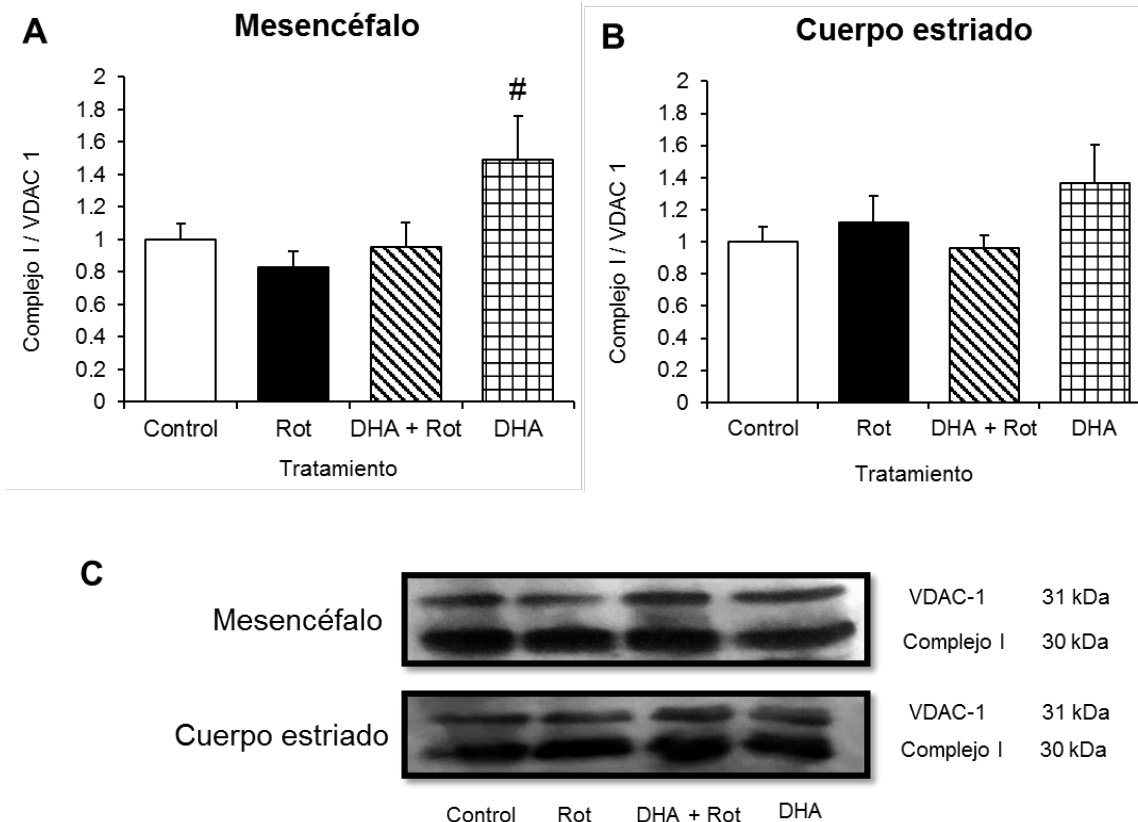 A
Mesencéfalo
Complejo I / VDAC 1
2
1.8
1.6
1.4
1.2
1
0.8
0.6
0.4
0.2
0
#
Control Rot DHA + Rot DHA
Tratamiento
B
Cuerpo estriado
Complejo I / VDAC 1
2
1.8
1.6
1.4
1.2
1
0.8
0.6
0.4
0.2
0
Control Rot DHA + Rot DHA
Tratamiento
C
Mesencéfalo
VDAC-1 31 kDa
Complejo I 30 kDa
Cuerpo estriado
VDAC-1 31 kDa
Complejo I 30 kDa
Control Rot DHA + Rot DHA